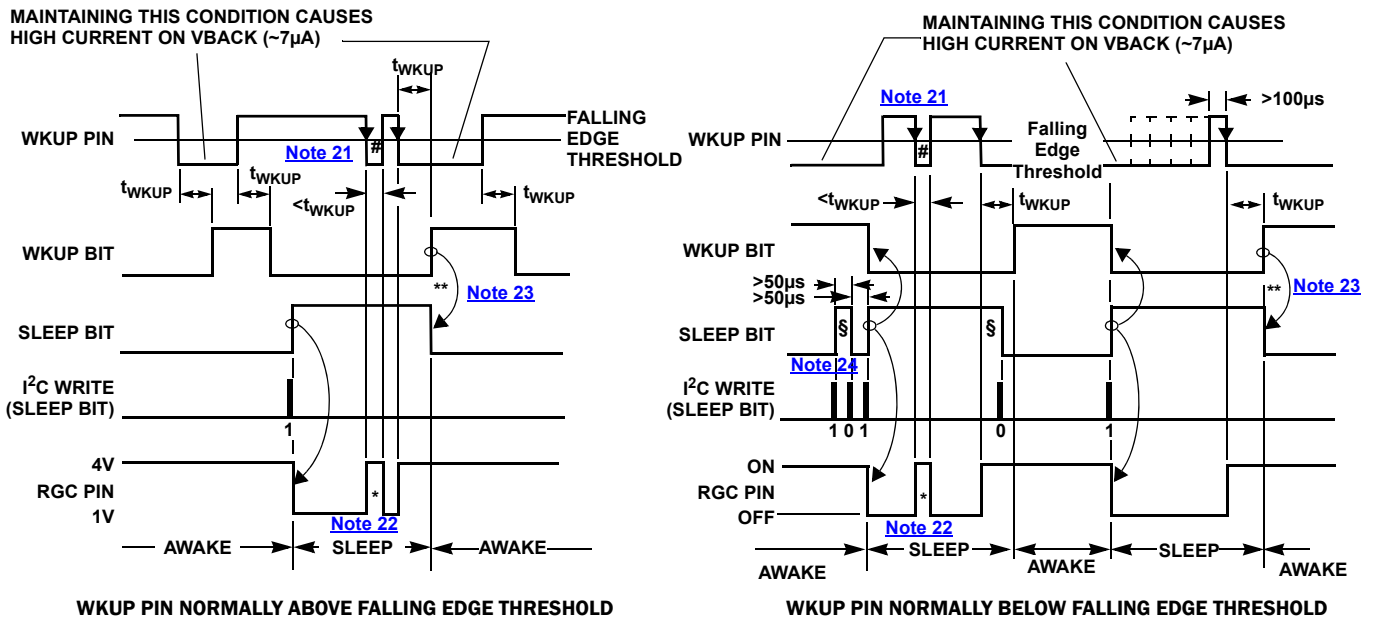 MAINTAINING THIS CONDITION CAUSES
HIGH CURRENT ON VBACK (~7µA)
tWKUP
WKUP PIN
Note 21
#
FALLING
EDGE
THRESHOLD
tWKUP
tWKUP
<tWKUP
tWKUP
WKUP BIT
**
Note 23
SLEEP BIT
I2C WRITE
(SLEEP BIT)
1
4V
RGC PIN
1V
*
Note 22
AWAKE
SLEEP
AWAKE
WKUP PIN NORMALLY ABOVE FALLING EDGE THRESHOLD
MAINTAINING THIS CONDITION CAUSES
HIGH CURRENT ON VBACK (~7µA)
Note 21
>100µs
WKUP PIN
#
Falling
Edge
Threshold
<tWKUP
tWKUP
tWKUP
WKUP BIT
>50µs
>50µs
**
Note 23
SLEEP BIT
§
§
Note 24
I2C WRITE
(SLEEP BIT)
1 0 1
0
1
ON
RGC PIN
OFF
*
Note 22
AWAKE
SLEEP
AWAKE
SLEEP
AWAKE
WKUP PIN NORMALLY BELOW FALLING EDGE THRESHOLD